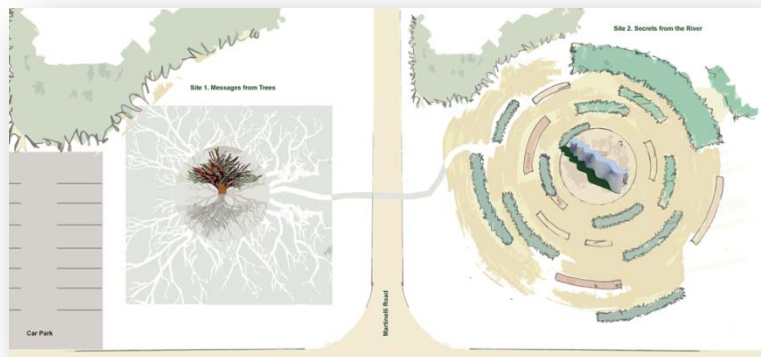 Site 1. Messages from Trees
Site 2. Secrets from the River
Car Park
Martinelli Road